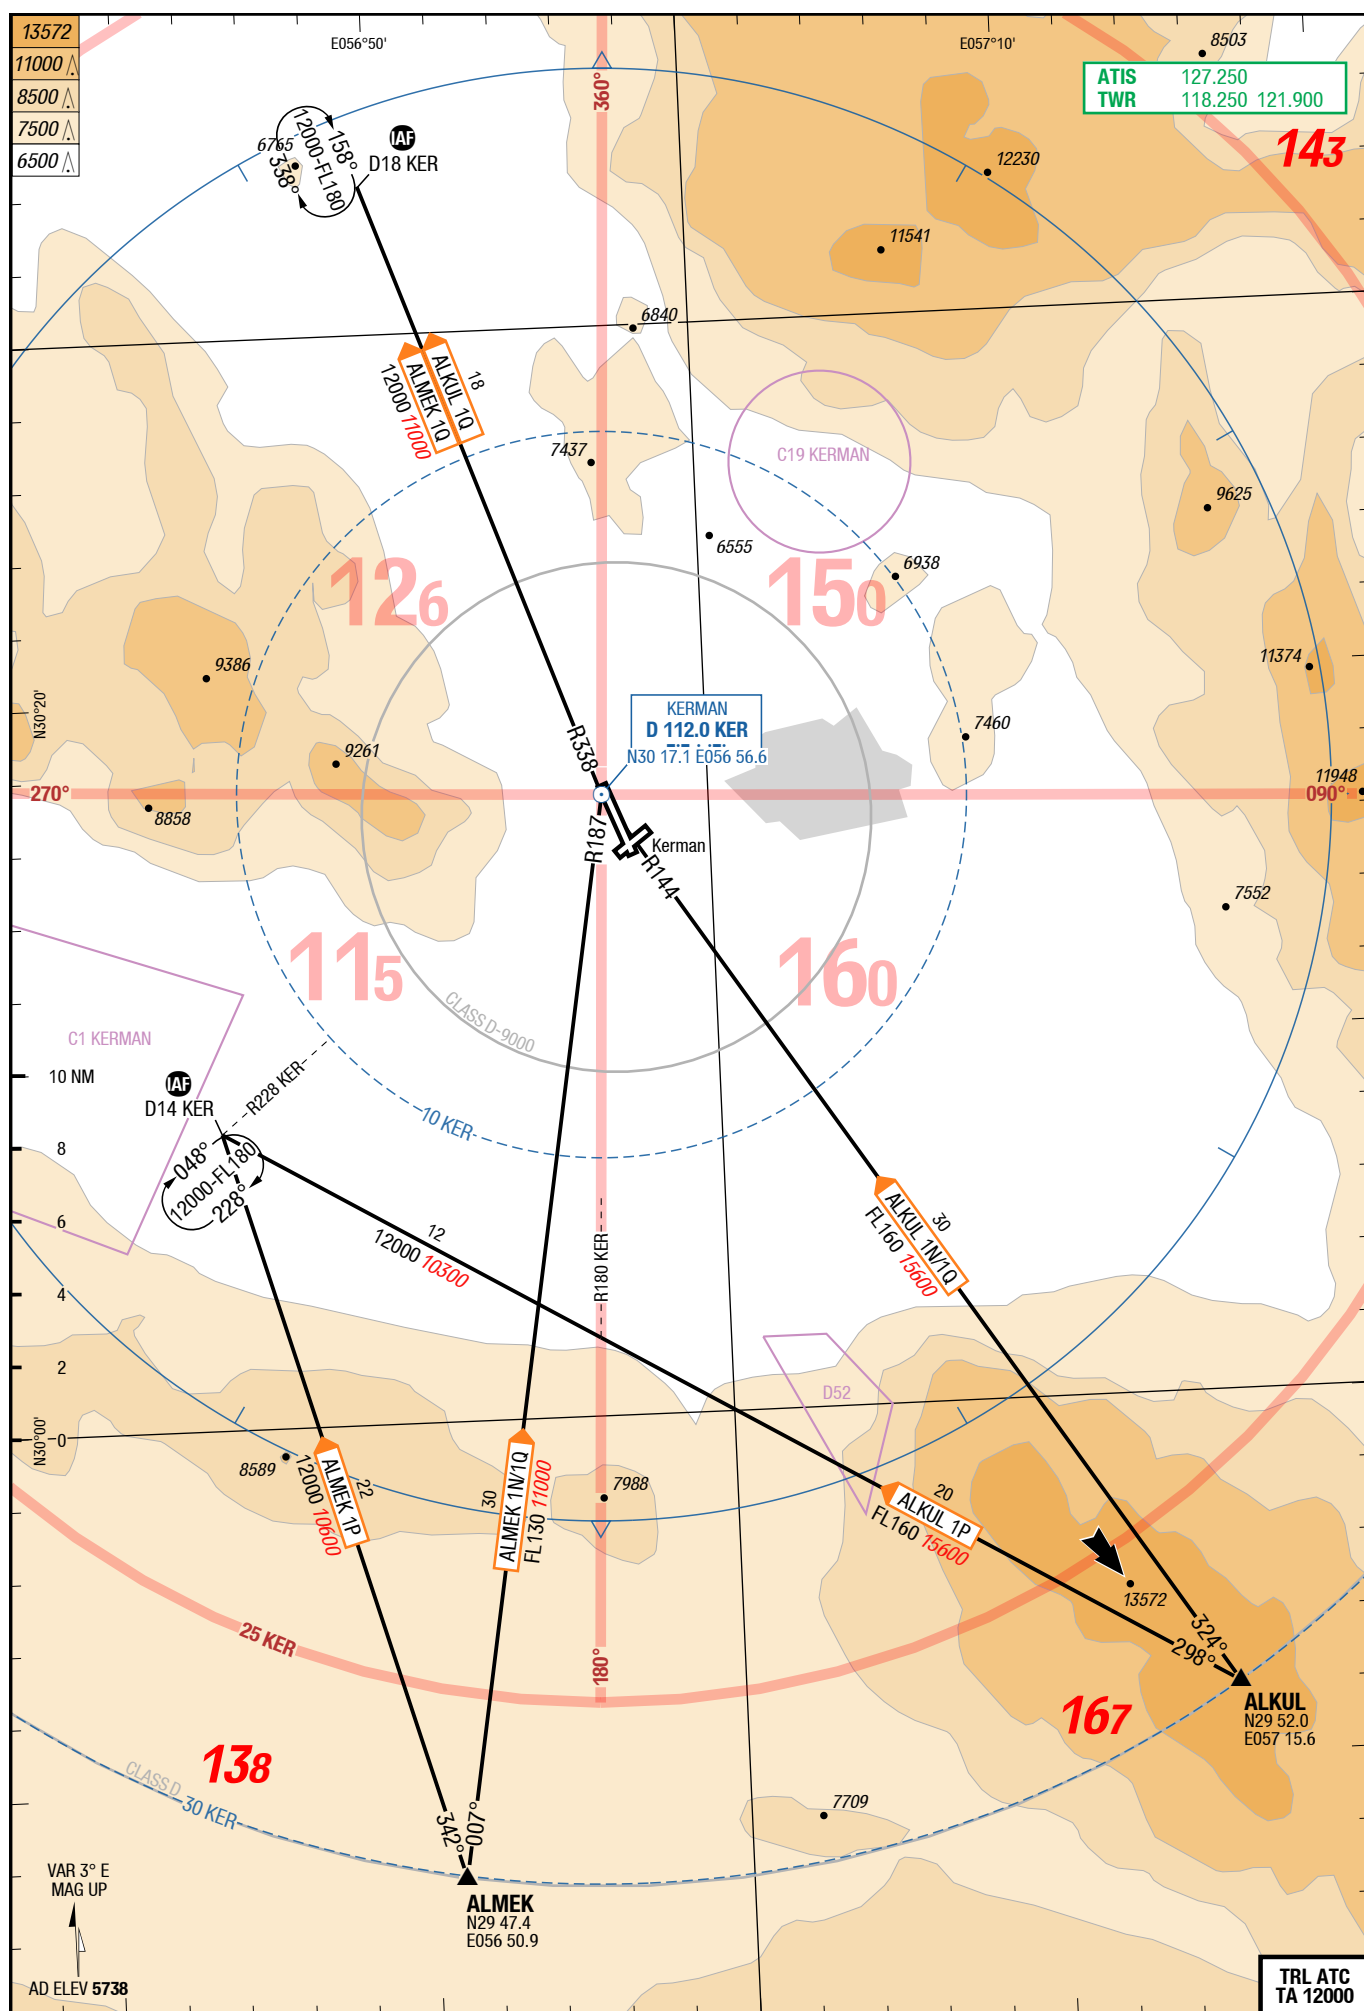 13572
11000
8500
7500
6500
E056°50'
E057°10'
8503
ATIS 127.250
TWR 118.250 121.900
143
360°
6765
12000-FL180
158°
338°
IAF
D18 KER
12230
11541
6840
ALKUL 1Q
ALMEK 1Q
18
12000 11000
7437
C19 KERMAN
9625
6555
6938
126
150
9386
11374
N30°20'
KERMAN
D 112.0 KER
N30 17.1 E056 56.6
7460
R338
9261
11948
270°
090°
8858
R187
Kerman
R144
7552
115
160
CLASS D-9000
C1 KERMAN
10 NM
IAF
D14 KER
R228 KER
10 KER
8
048°
12000-FL180
228°
6
12
12000 10300
R180 KER
30
ALKUL 1N/1Q
FL160 15600
4
2
D52
N30°00'
0
8589
22
ALMEK 1P
12000 10600
30
ALMEK 1N/1Q
FL130 11000
7988
20
ALKUL 1P
FL160 15600
13572
25 KER
180°
324°
298°
ALKUL
N29 52.0
E057 15.6
167
138
CLASS D
30 KER
7709
342°
007°
VAR 3° E
MAG UP
ALMEK
N29 47.4
E056 50.9
AD ELEV 5738
TRL ATC
TA 12000